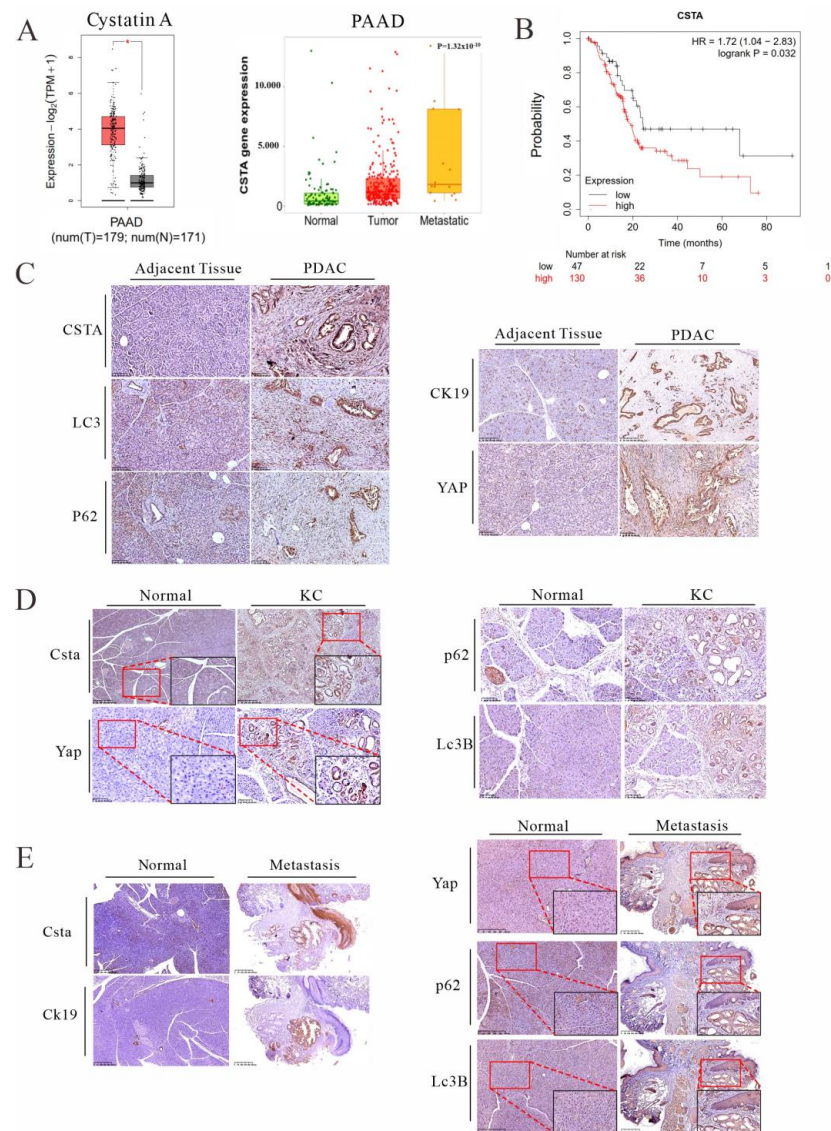 A
Cystatin A
Expression – log₂(TPM+1)
8
6
4
2
0
*
PAAD
(num(T)=179; num(N)=171)
PAAD
P=1.32x10⁻¹⁰
CSTA gene expression
10.000
5.000
0
Normal Tumor Metastatic
B
CSTA
HR = 1.72 (1.04 – 2.83)
logrank P = 0.032
Probability
1.0
0.8
0.6
0.4
0.2
0.0
Expression
low
high
0 20 40 60 80
Time (months)
Number at risk
low 47 22 7 5 1
high 130 36 10 3 0
C
Adjacent Tissue PDAC
CSTA
LC3
P62
Adjacent Tissue PDAC
CK19
YAP
D
Normal KC
Csta
Yap
Normal KC
p62
Lc3B
E
Normal Metastasis
Csta
Ck19
Normal Metastasis
Yap
p62
Lc3B